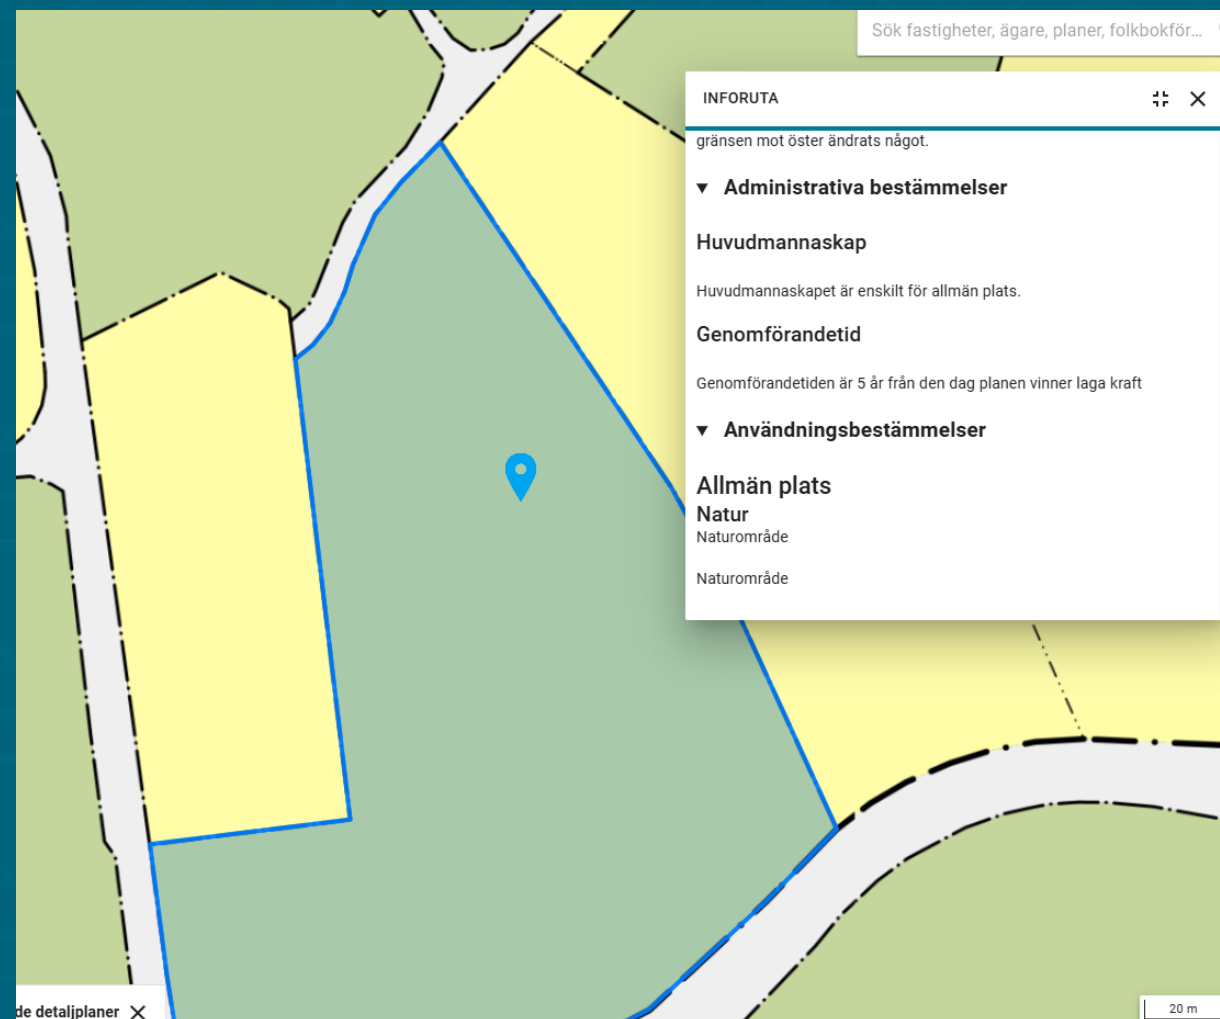 Sök fastigheter, ägare, planer, folkbokför...
INFORUTA
gränsen mot öster ändrats något.
Administrativa bestämmelser
Huvudmannaskap
Huvudmannaskapet är enskilt för allmän plats.
Genomförandetid
Genomförandetiden är 5 år från den dag planen vinner laga kraft
Användningsbestämmelser
Allmän plats
Natur
Naturområde
Naturområde
de detaljplaner
20 m